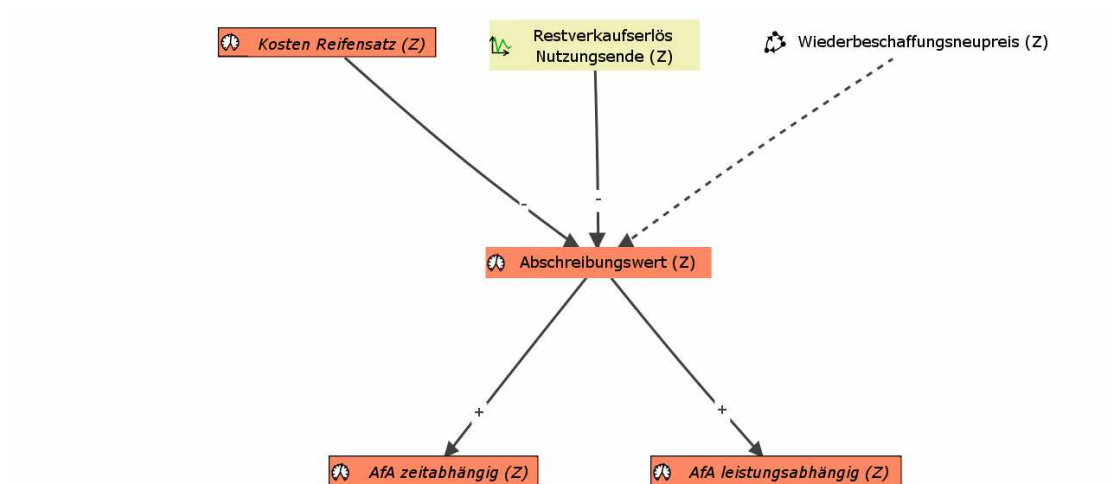 Kosten Reifensatz (Z)
Restverkaufserlös
Nutzungsende (Z)
Wiederbeschaffungsneupreis (Z)
-
-
Abschreibungswert (Z)
+
+
AfA zeitabhängig (Z)
AfA leistungsabhängig (Z)